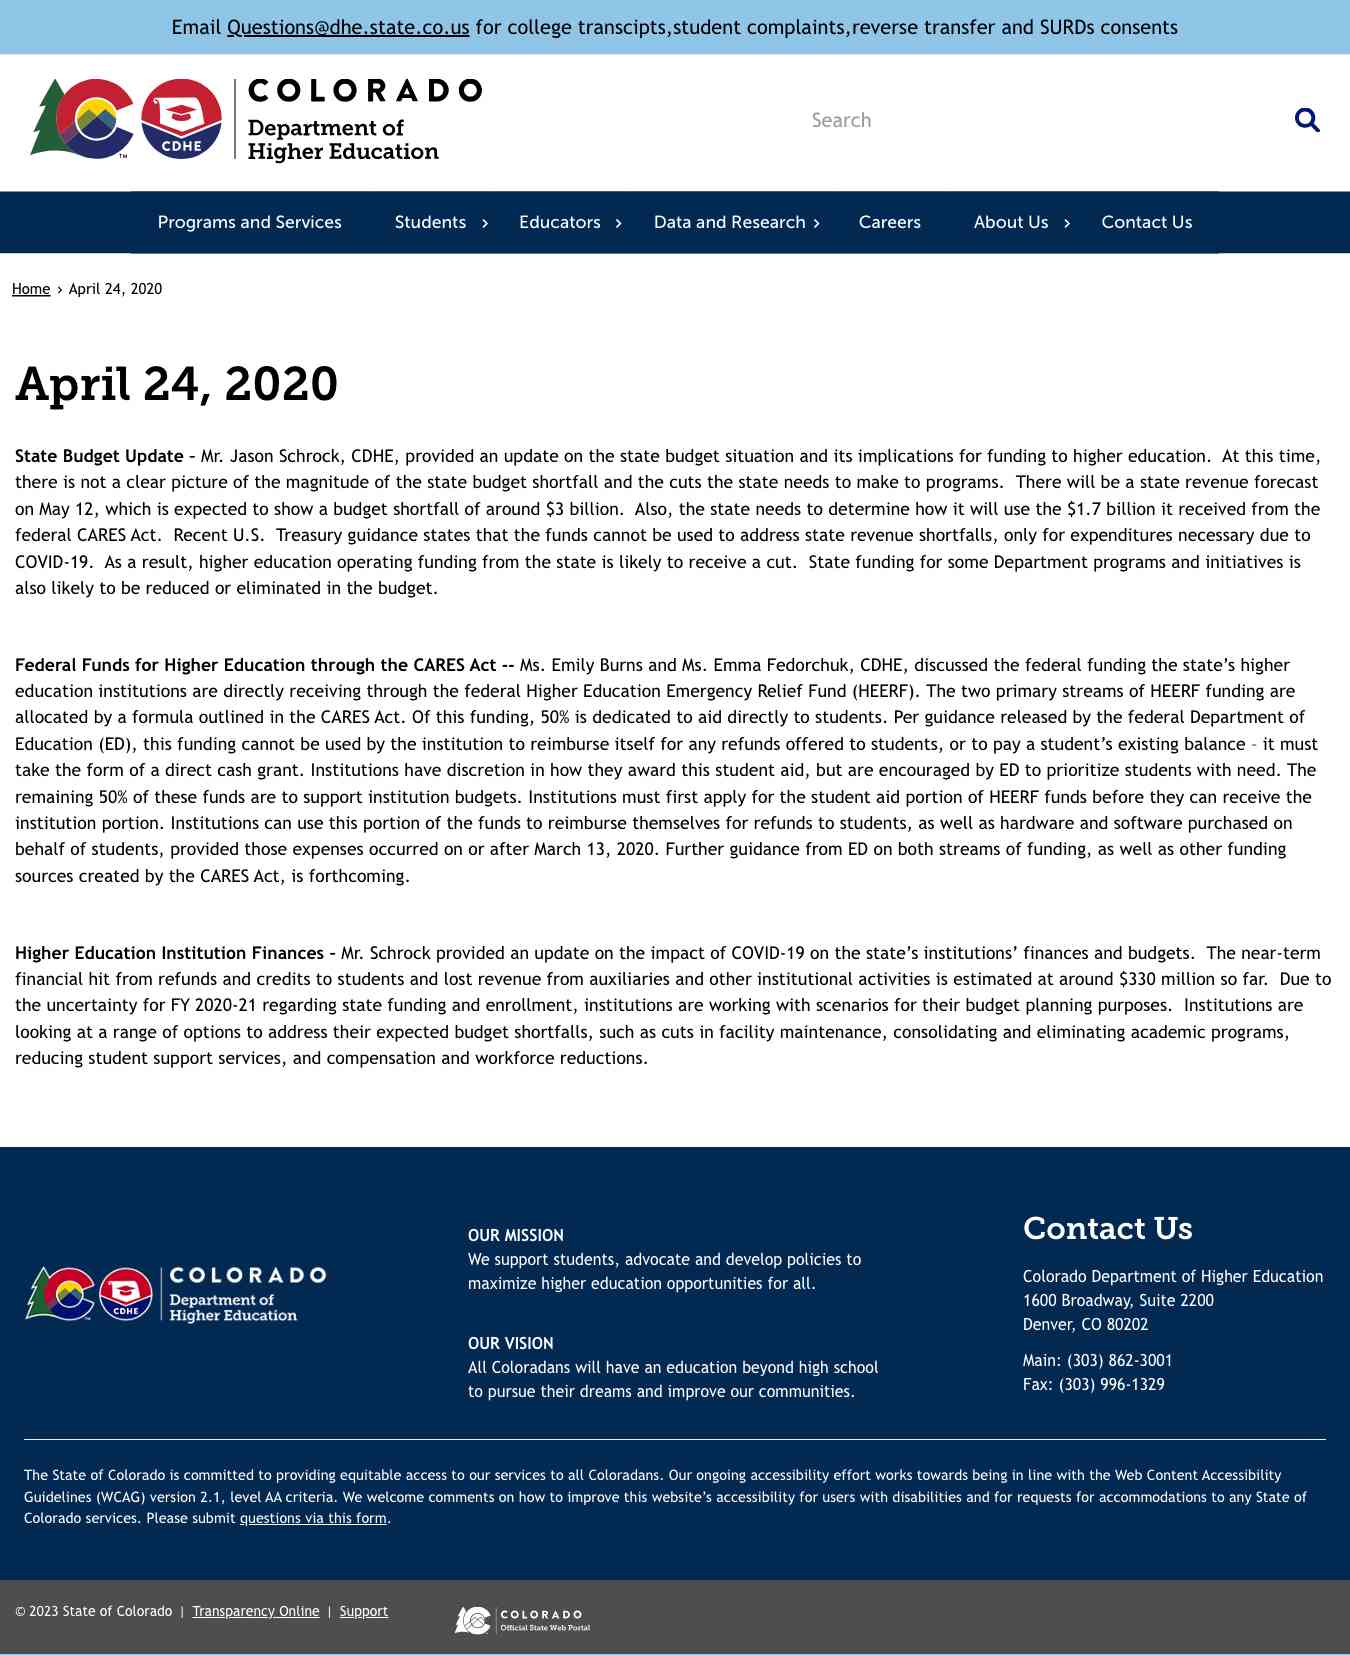 Email Questions@dhe.state.co.us for college transcipts,student complaints,reverse transfer and SURDs consents
CDHE
TM
COLORADO
Department of
Higher Education
Search
Programs and Services Students › Educators › Data and Research › Careers About Us › Contact Us
Home › April 24, 2020
April 24, 2020
State Budget Update – Mr. Jason Schrock, CDHE, provided an update on the state budget situation and its implications for funding to higher education.  At this time,
there is not a clear picture of the magnitude of the state budget shortfall and the cuts the state needs to make to programs.  There will be a state revenue forecast
on May 12, which is expected to show a budget shortfall of around $3 billion.  Also, the state needs to determine how it will use the $1.7 billion it received from the
federal CARES Act.  Recent U.S.  Treasury guidance states that the funds cannot be used to address state revenue shortfalls, only for expenditures necessary due to
COVID-19.  As a result, higher education operating funding from the state is likely to receive a cut.  State funding for some Department programs and initiatives is
also likely to be reduced or eliminated in the budget.
Federal Funds for Higher Education through the CARES Act -- Ms. Emily Burns and Ms. Emma Fedorchuk, CDHE, discussed the federal funding the state’s higher
education institutions are directly receiving through the federal Higher Education Emergency Relief Fund (HEERF). The two primary streams of HEERF funding are
allocated by a formula outlined in the CARES Act. Of this funding, 50% is dedicated to aid directly to students. Per guidance released by the federal Department of
Education (ED), this funding cannot be used by the institution to reimburse itself for any refunds offered to students, or to pay a student’s existing balance – it must
take the form of a direct cash grant. Institutions have discretion in how they award this student aid, but are encouraged by ED to prioritize students with need. The
remaining 50% of these funds are to support institution budgets. Institutions must first apply for the student aid portion of HEERF funds before they can receive the
institution portion. Institutions can use this portion of the funds to reimburse themselves for refunds to students, as well as hardware and software purchased on
behalf of students, provided those expenses occurred on or after March 13, 2020. Further guidance from ED on both streams of funding, as well as other funding
sources created by the CARES Act, is forthcoming.
Higher Education Institution Finances – Mr. Schrock provided an update on the impact of COVID-19 on the state’s institutions’ finances and budgets.  The near-term
financial hit from refunds and credits to students and lost revenue from auxiliaries and other institutional activities is estimated at around $330 million so far.  Due to
the uncertainty for FY 2020-21 regarding state funding and enrollment, institutions are working with scenarios for their budget planning purposes.  Institutions are
looking at a range of options to address their expected budget shortfalls, such as cuts in facility maintenance, consolidating and eliminating academic programs,
reducing student support services, and compensation and workforce reductions.
CDHE
TM
COLORADO
Department of
Higher Education
OUR MISSION
We support students, advocate and develop policies to
maximize higher education opportunities for all.
OUR VISION
All Coloradans will have an education beyond high school
to pursue their dreams and improve our communities.
Contact Us
Colorado Department of Higher Education
1600 Broadway, Suite 2200
Denver, CO 80202
Main: (303) 862-3001
Fax: (303) 996-1329
The State of Colorado is committed to providing equitable access to our services to all Coloradans. Our ongoing accessibility effort works towards being in line with the Web Content Accessibility
Guidelines (WCAG) version 2.1, level AA criteria. We welcome comments on how to improve this website’s accessibility for users with disabilities and for requests for accommodations to any State of
Colorado services. Please submit questions via this form.
© 2023 State of Colorado | Transparency Online | Support
COLORADO
Official State Web Portal